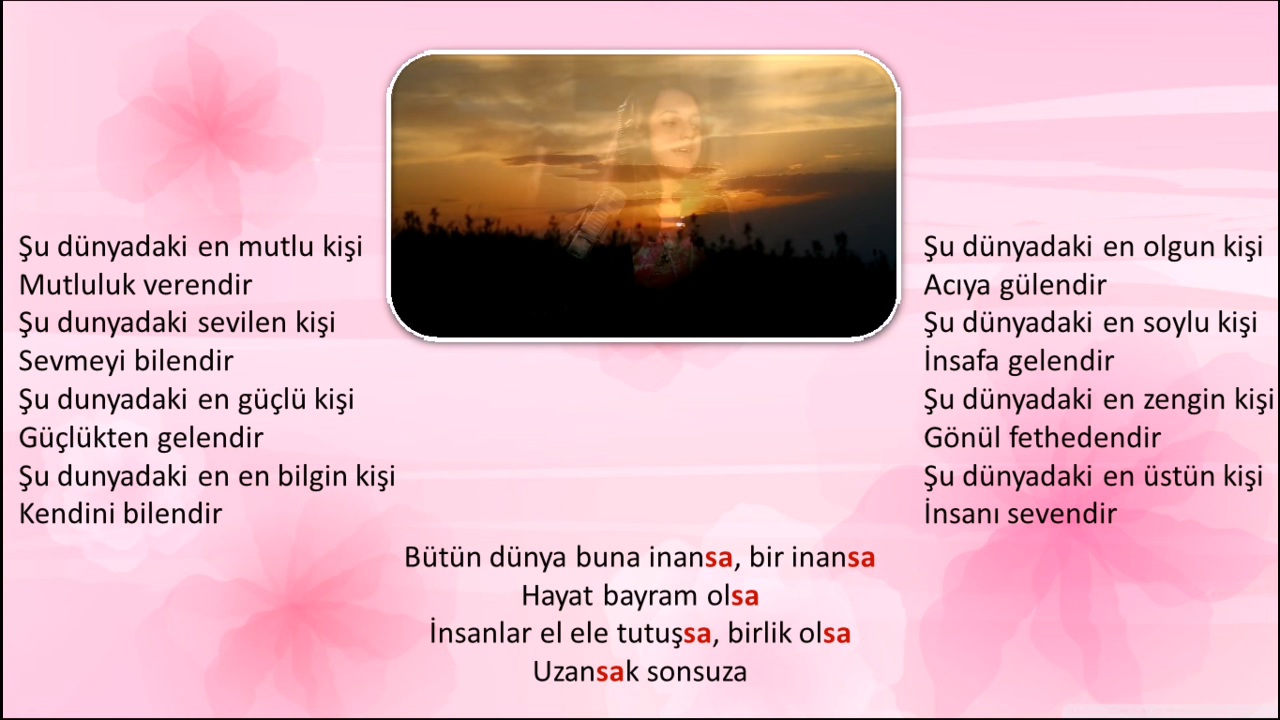 Şu dünyadaki en mutlu kişi
Mutluluk verendir
Şu dunyadaki sevilen kişi
Sevmeyi bilendir
Şu dunyadaki en güçlü kişi
Güçlükten gelendir
Şu dunyadaki en en bilgin kişi
Kendini bilendir
Şu dünyadaki en olgun kişi
Acıya gülendir
Şu dünyadaki en soylu kişi
İnsafa gelendir
Şu dünyadaki en zengin kişi
Gönül fethedendir
Şu dünyadaki en üstün kişi
İnsanı sevendir
Bütün dünya buna inansa, bir inansa
Hayat bayram olsa
İnsanlar el ele tutuşsa, birlik olsa
Uzansak sonsuza